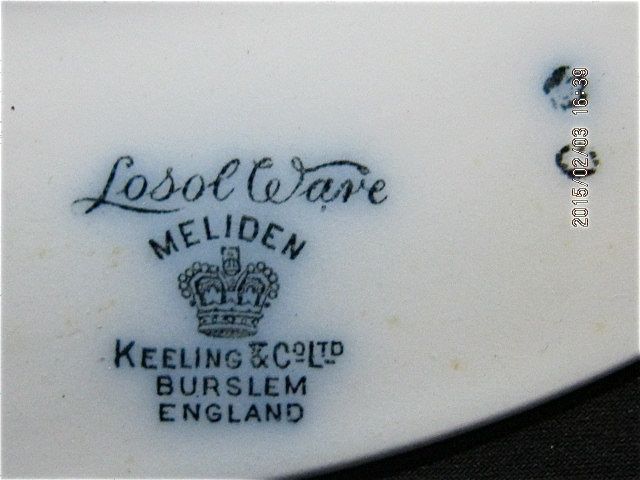 Losol Ware
MELIDEN
KEELING & CO LTD
BURSLEM
ENGLAND
2015/02/03 16:39